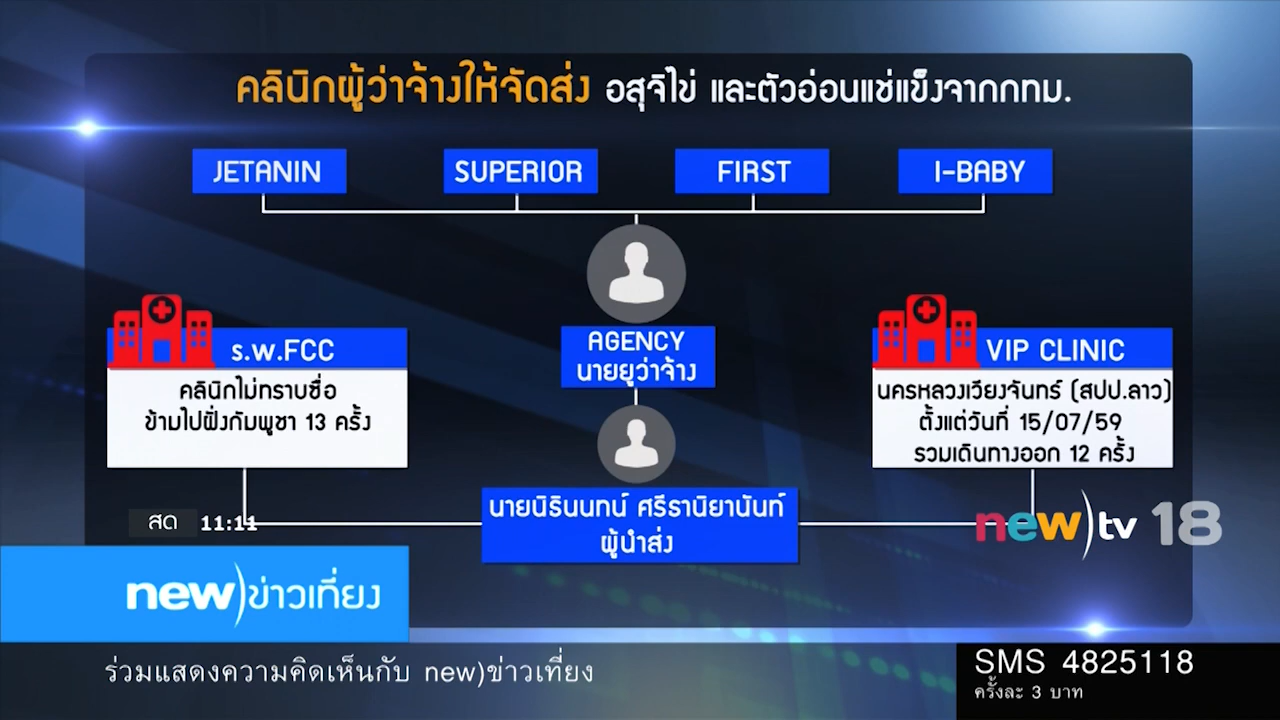 คลินิกผู้ว่าจ้างให้จัดส่ง อสุจิไข่ และตัวอ่อนแช่แข็งจากกทม.
JETANIN
SUPERIOR
FIRST
I-BABY
AGENCY
นายยูว่าจ้าง
ร.พ.FCC
คลินิกไม่ทราบชื่อ
ข้ามไปฝั่งกัมพูชา 13 ครั้ง
VIP CLINIC
นครหลวงเวียงจันทร์ (สปป.ลาว)
ตั้งแต่วันที่ 15/07/59
รวมเดินทางออก 12 ครั้ง
นายนิธินนทน์ ศรีธานิยานันท์
ผู้นำส่ง
สด 11:11
new)tv 18
new)ข่าวเที่ยง
ร่วมแสดงความคิดเห็นกับ new)ข่าวเที่ยง
SMS 4825118
ครั้งละ 3 บาท